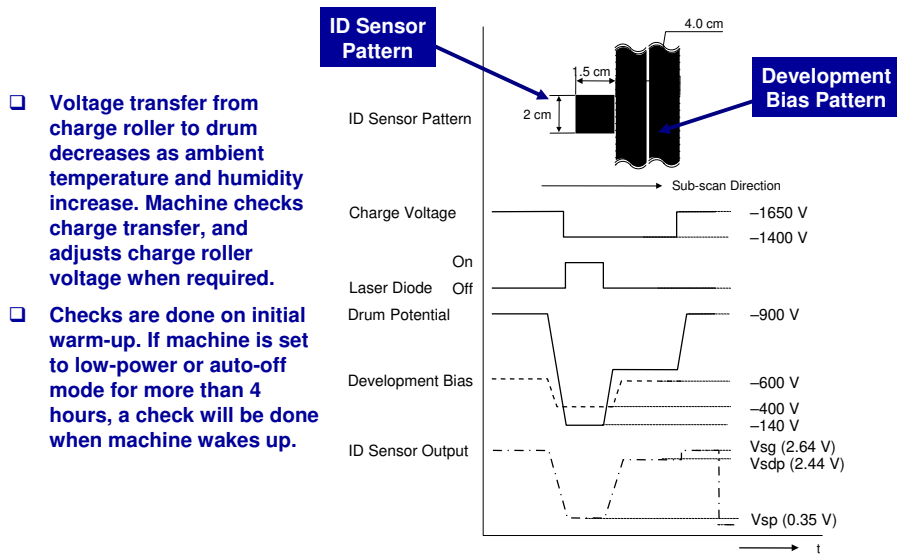 ID Sensor
Pattern
4.0 cm
1.5 cm
2 cm
Development
Bias Pattern
❑ Voltage transfer from
charge roller to drum
decreases as ambient
temperature and humidity
increase. Machine checks
charge transfer, and
adjusts charge roller
voltage when required.
❑ Checks are done on initial
warm-up. If machine is set
to low-power or auto-off
mode for more than 4
hours, a check will be done
when machine wakes up.
ID Sensor Pattern
Sub-scan Direction
Charge Voltage
–1650 V
–1400 V
On
Laser Diode Off
Drum Potential
–900 V
Development Bias
–600 V
–400 V
–140 V
ID Sensor Output
Vsg (2.64 V)
Vsdp (2.44 V)
Vsp (0.35 V)
t